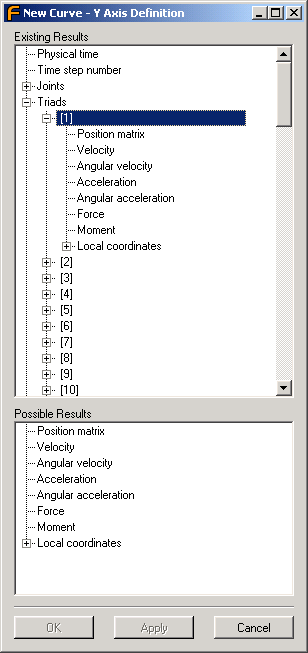 New Curve - Y Axis Definition
Existing Results
Physical time
Time step number
Joints
Triads
[1]
Position matrix
Velocity
Angular velocity
Acceleration
Angular acceleration
Force
Moment
Local coordinates
[2]
[3]
[4]
[5]
[6]
[7]
[8]
[9]
[10]
Possible Results
Position matrix
Velocity
Angular velocity
Acceleration
Angular acceleration
Force
Moment
Local coordinates
OK Apply Cancel